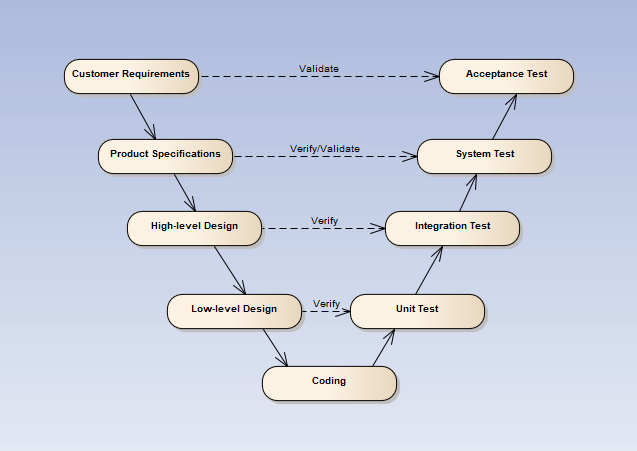 Customer Requirements
Validate
Acceptance Test
Product Specifications
Verify/Validate
System Test
High-level Design
Verify
Integration Test
Low-level Design
Verify
Unit Test
Coding